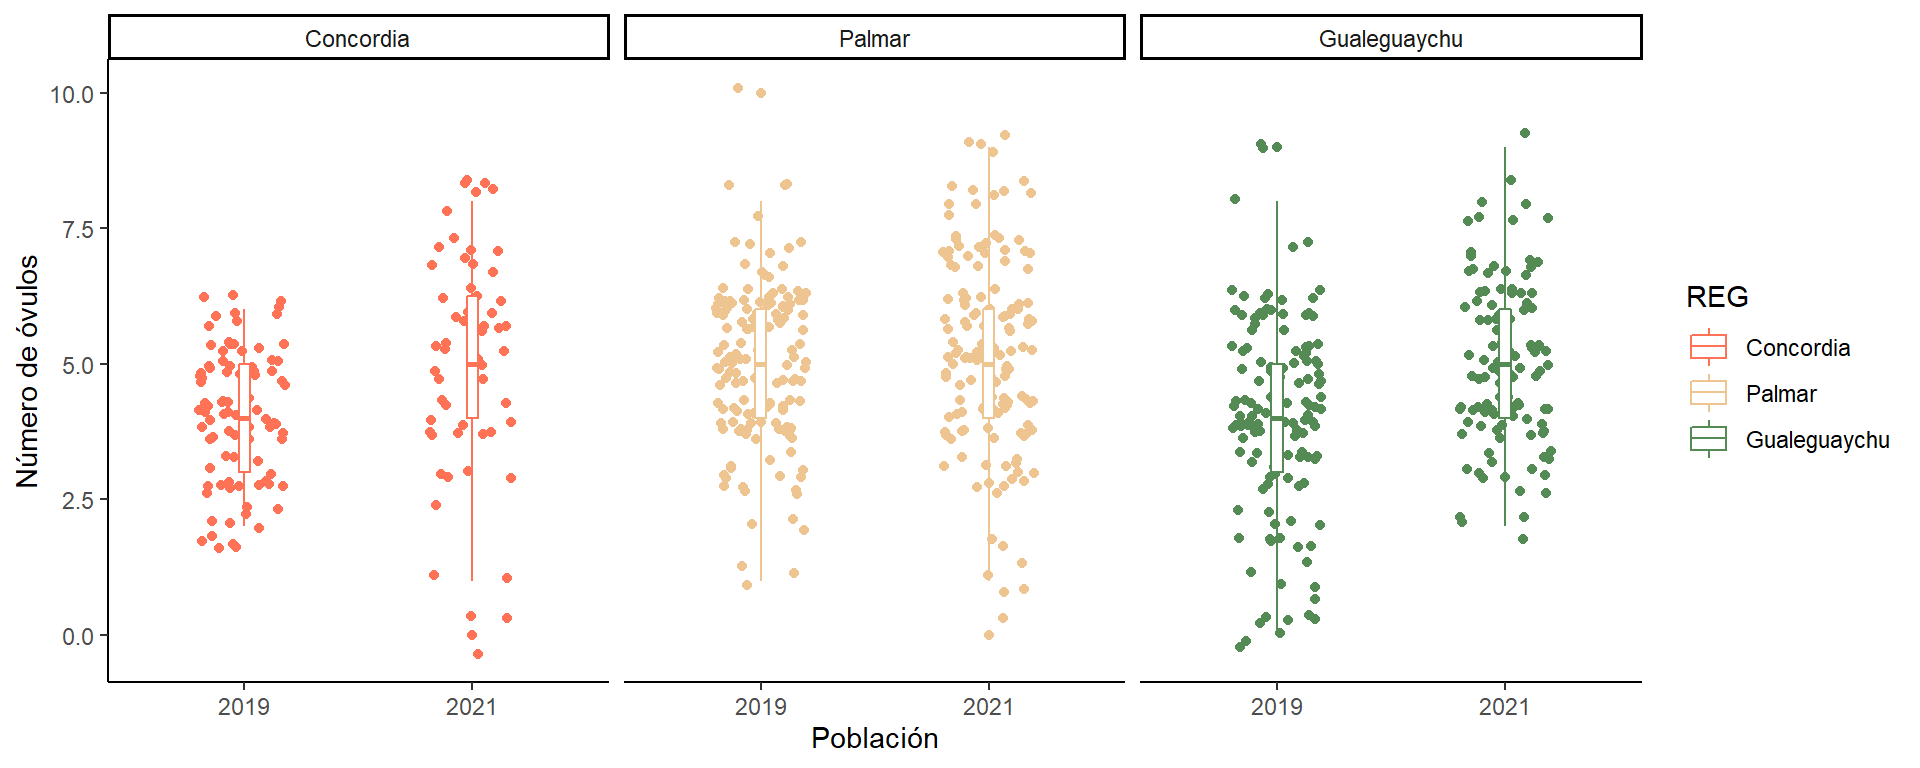 Concordia
Palmar
Gualeguaychu
10.0
7.5
5.0
2.5
0.0
Número de óvulos
2019
2021
2019
2021
2019
2021
Población
REG
Concordia
Palmar
Gualeguaychu